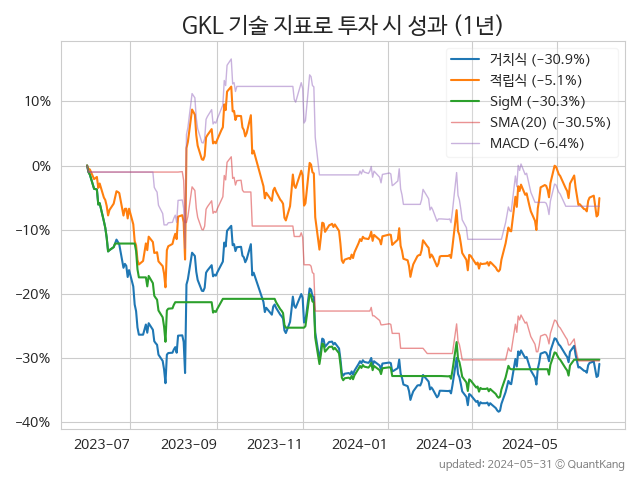 GKL 기술 지표로 투자 시 성과 (1년)
거치식 (−30.9%)
적립식 (−5.1%)
SigM (−30.3%)
SMA(20) (−30.5%)
MACD (−6.4%)
10%
0%
−10%
−20%
−30%
−40%
2023−07 2023−09 2023−11 2024−01 2024−03 2024−05
updated: 2024−05−31 ⓒ QuantKang